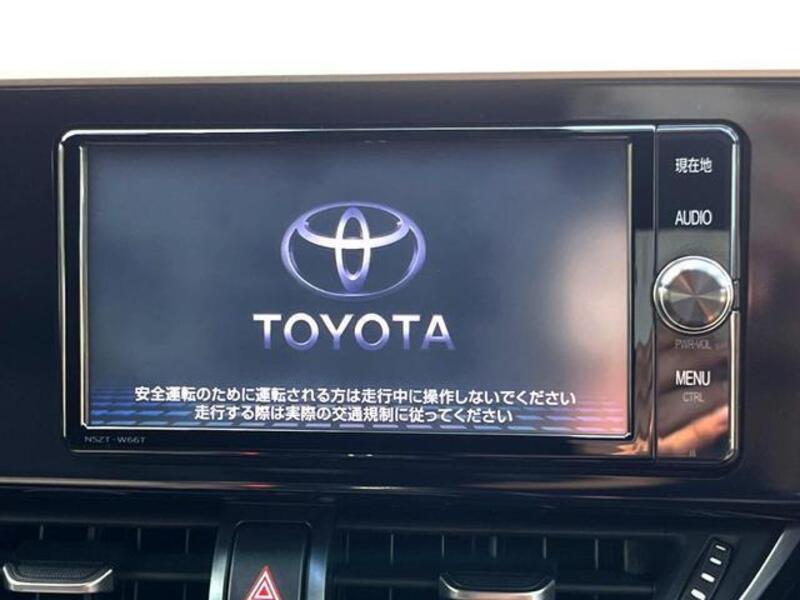 現在地
AUDIO
TOYOTA
PWR-VOL
安全運転のために運転される方は走行中に操作しないでください
走行する際は実際の交通規制に従ってください
MENU
CTRL
NSZT-W66T